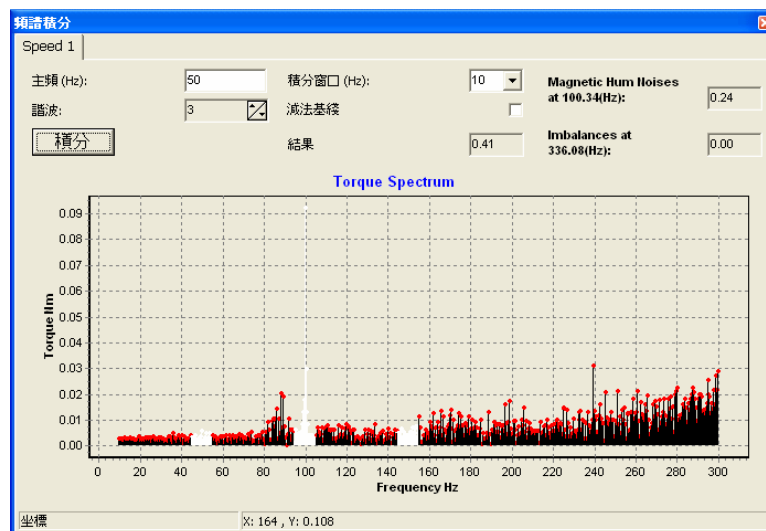 頻譜積分
Speed 1
主頻 (Hz): 50 積分窗口 (Hz): 10 Magnetic Hum Noises at 100.34(Hz): 0.24
諧波: 3 減法基綫
積分 結果 0.41 Imbalances at 336.08(Hz): 0.00
Torque Spectrum
0.09
0.08
0.07
0.06
0.05
0.04
0.03
0.02
0.01
0.00
Torque Nm
0 20 40 60 80 100 120 140 160 180 200 220 240 260 280 300
Frequency Hz
坐標 X: 164 , Y: 0.108